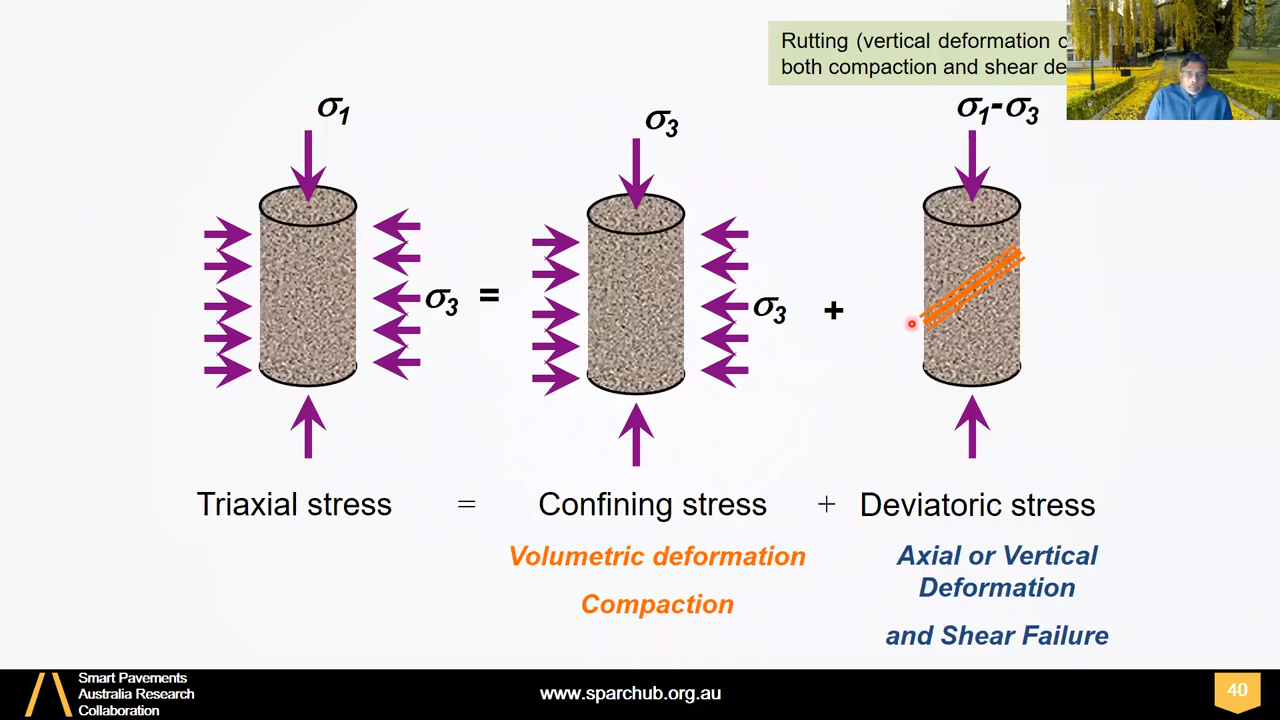 Rutting (vertical deformation
both compaction and shear
σ1
σ3
σ1-σ3
σ3
=
σ3
+
Triaxial stress = Confining stress + Deviatoric stress
Volumetric deformation
Compaction
Axial or Vertical
Deformation
and Shear Failure
Smart Pavements
Australia Research
Collaboration
www.sparchub.org.au
40